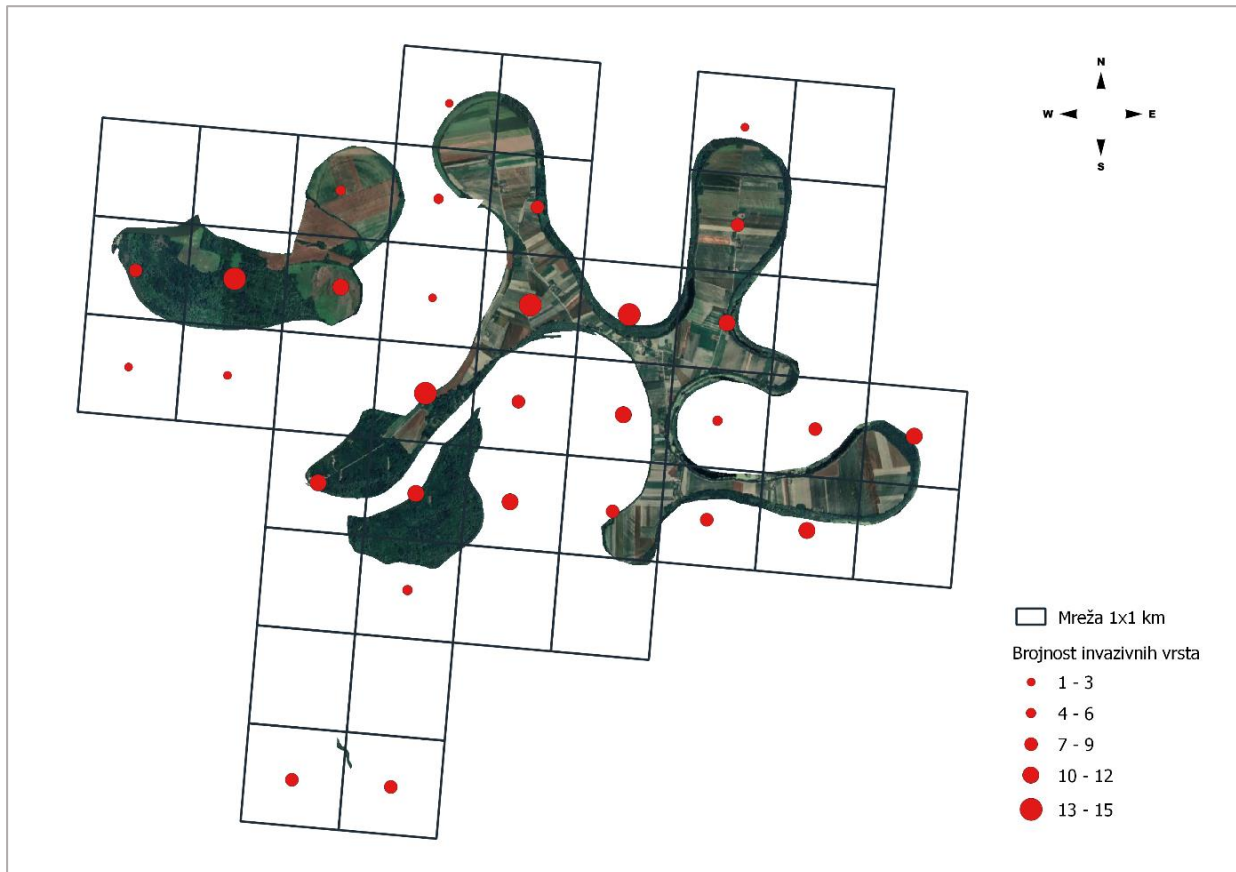 N
W E
S
Mreža 1x1 km
Brojnost invazivnih vrsta
1 - 3
4 - 6
7 - 9
10 - 12
13 - 15